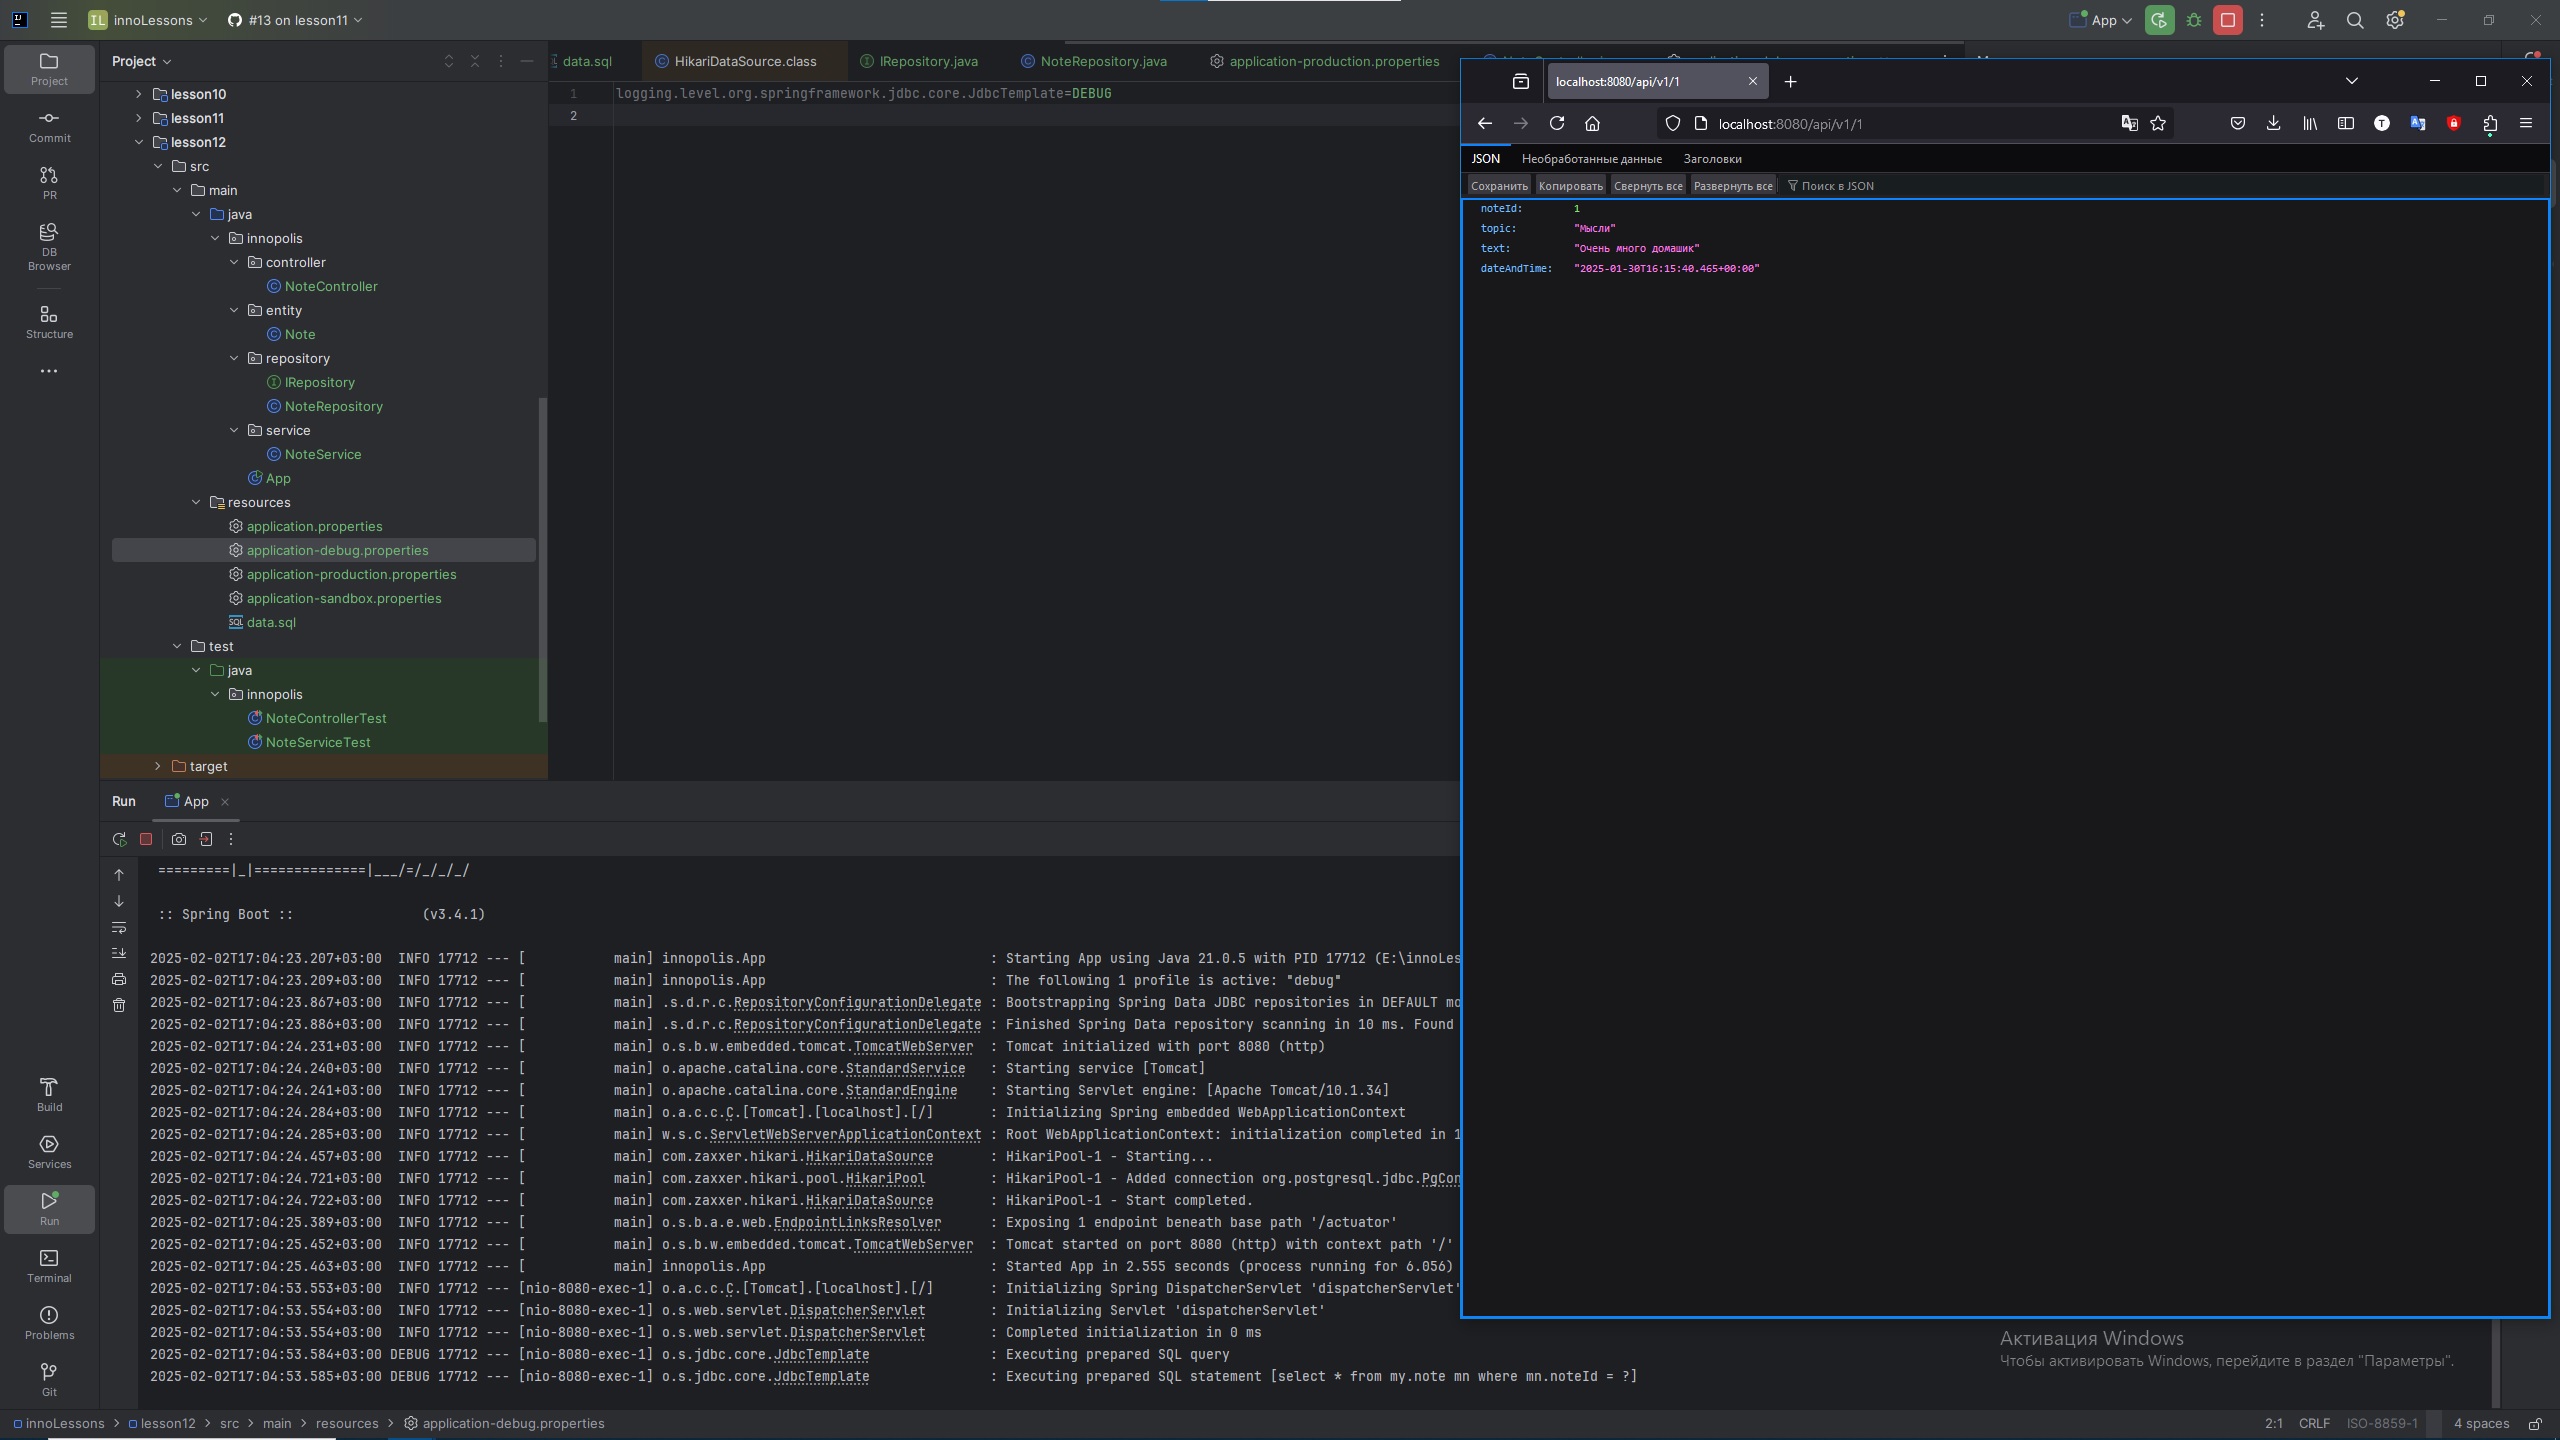 IL innoLessons #13 on lesson11
App
Project
Commit
PR
DB Browser
Structure
Build
Services
Run
Terminal
Problems
Git
Project
lesson10
lesson11
lesson12
src
main
java
innopolis
controller
NoteController
entity
Note
repository
IRepository
NoteRepository
service
NoteService
App
resources
application.properties
application-debug.properties
application-production.properties
application-sandbox.properties
data.sql
test
java
innopolis
NoteControllerTest
NoteServiceTest
target
data.sql HikariDataSource.class IRepository.java NoteRepository.java application-production.properties
1 logging.level.org.springframework.jdbc.core.JdbcTemplate=DEBUG
2
localhost:8080/api/v1/1
localhost:8080/api/v1/1
JSON Необработанные данные Заголовки
Сохранить Копировать Свернуть все Развернуть все Поиск в JSON
noteId: 1
topic: "Мысли"
text: "Очень много домашик"
dateAndTime: "2025-01-30T16:15:40.465+00:00"
Run App
=========|_|==============|___/=/_/_/_/
:: Spring Boot :: (v3.4.1)
2025-02-02T17:04:23.207+03:00  INFO 17712 --- [           main] innopolis.App                            : Starting App using Java 21.0.5 with PID 17712 (E:\innoLes
2025-02-02T17:04:23.209+03:00  INFO 17712 --- [           main] innopolis.App                            : The following 1 profile is active: "debug"
2025-02-02T17:04:23.867+03:00  INFO 17712 --- [           main] .s.d.r.c.RepositoryConfigurationDelegate : Bootstrapping Spring Data JDBC repositories in DEFAULT mo
2025-02-02T17:04:23.886+03:00  INFO 17712 --- [           main] .s.d.r.c.RepositoryConfigurationDelegate : Finished Spring Data repository scanning in 10 ms. Found
2025-02-02T17:04:24.231+03:00  INFO 17712 --- [           main] o.s.b.w.embedded.tomcat.TomcatWebServer  : Tomcat initialized with port 8080 (http)
2025-02-02T17:04:24.240+03:00  INFO 17712 --- [           main] o.apache.catalina.core.StandardService   : Starting service [Tomcat]
2025-02-02T17:04:24.241+03:00  INFO 17712 --- [           main] o.apache.catalina.core.StandardEngine    : Starting Servlet engine: [Apache Tomcat/10.1.34]
2025-02-02T17:04:24.284+03:00  INFO 17712 --- [           main] o.a.c.c.C.[Tomcat].[localhost].[/]       : Initializing Spring embedded WebApplicationContext
2025-02-02T17:04:24.285+03:00  INFO 17712 --- [           main] w.s.c.ServletWebServerApplicationContext : Root WebApplicationContext: initialization completed in 1
2025-02-02T17:04:24.457+03:00  INFO 17712 --- [           main] com.zaxxer.hikari.HikariDataSource       : HikariPool-1 - Starting...
2025-02-02T17:04:24.721+03:00  INFO 17712 --- [           main] com.zaxxer.hikari.pool.HikariPool        : HikariPool-1 - Added connection org.postgresql.jdbc.PgCon
2025-02-02T17:04:24.722+03:00  INFO 17712 --- [           main] com.zaxxer.hikari.HikariDataSource       : HikariPool-1 - Start completed.
2025-02-02T17:04:25.389+03:00  INFO 17712 --- [           main] o.s.b.a.e.web.EndpointLinksResolver      : Exposing 1 endpoint beneath base path '/actuator'
2025-02-02T17:04:25.452+03:00  INFO 17712 --- [           main] o.s.b.w.embedded.tomcat.TomcatWebServer  : Tomcat started on port 8080 (http) with context path '/'
2025-02-02T17:04:25.463+03:00  INFO 17712 --- [           main] innopolis.App                            : Started App in 2.555 seconds (process running for 6.056)
2025-02-02T17:04:53.553+03:00  INFO 17712 --- [nio-8080-exec-1] o.a.c.c.C.[Tomcat].[localhost].[/]       : Initializing Spring DispatcherServlet 'dispatcherServlet'
2025-02-02T17:04:53.554+03:00  INFO 17712 --- [nio-8080-exec-1] o.s.web.servlet.DispatcherServlet        : Initializing Servlet 'dispatcherServlet'
2025-02-02T17:04:53.554+03:00  INFO 17712 --- [nio-8080-exec-1] o.s.web.servlet.DispatcherServlet        : Completed initialization in 0 ms
2025-02-02T17:04:53.584+03:00 DEBUG 17712 --- [nio-8080-exec-1] o.s.jdbc.core.JdbcTemplate               : Executing prepared SQL query
2025-02-02T17:04:53.585+03:00 DEBUG 17712 --- [nio-8080-exec-1] o.s.jdbc.core.JdbcTemplate               : Executing prepared SQL statement [select * from my.note mn where mn.noteId = ?]
Активация Windows
Чтобы активировать Windows, перейдите в раздел "Параметры".
innoLessons > lesson12 > src > main > resources > application-debug.properties
2:1 CRLF ISO-8859-1 4 spaces